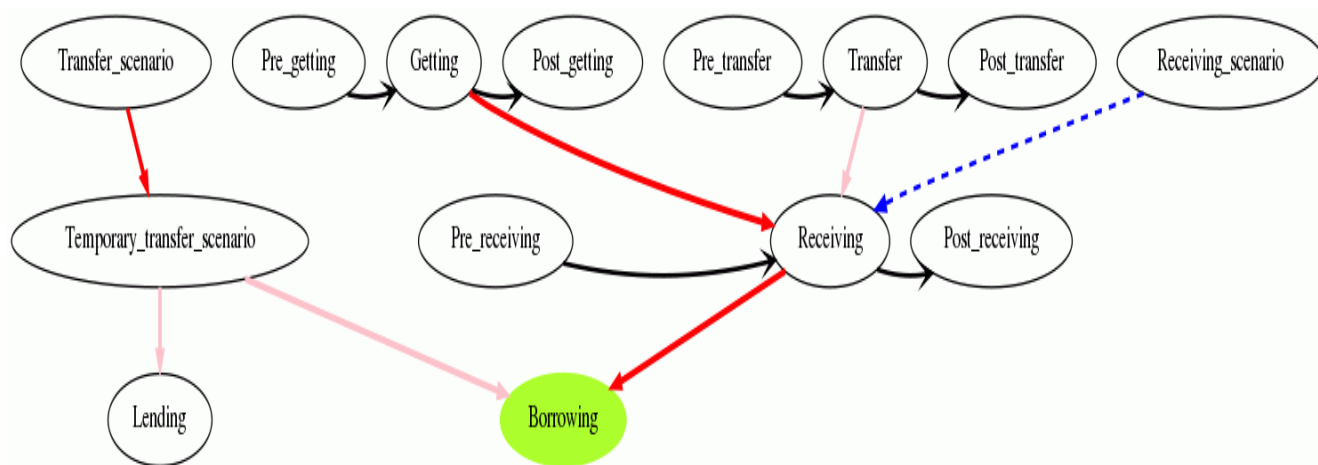 Transfer_scenario
Pre_getting
Getting
Post_getting
Pre_transfer
Transfer
Post_transfer
Receiving_scenario
Temporary_transfer_scenario
Pre_receiving
Receiving
Post_receiving
Lending
Borrowing